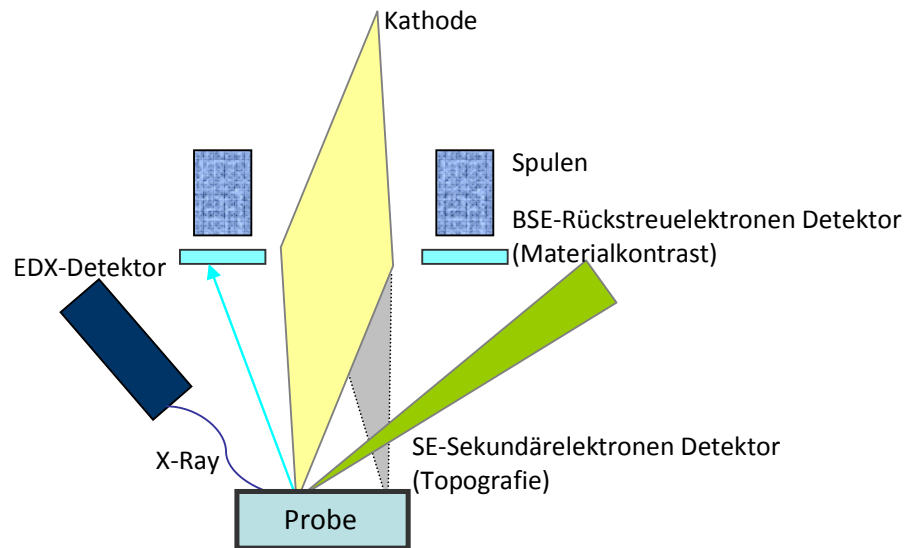 Kathode
Spulen
BSE-Rückstreuelektronen Detektor
(Materialkontrast)
EDX-Detektor
SE-Sekundärelektronen Detektor
(Topografie)
X-Ray
Probe